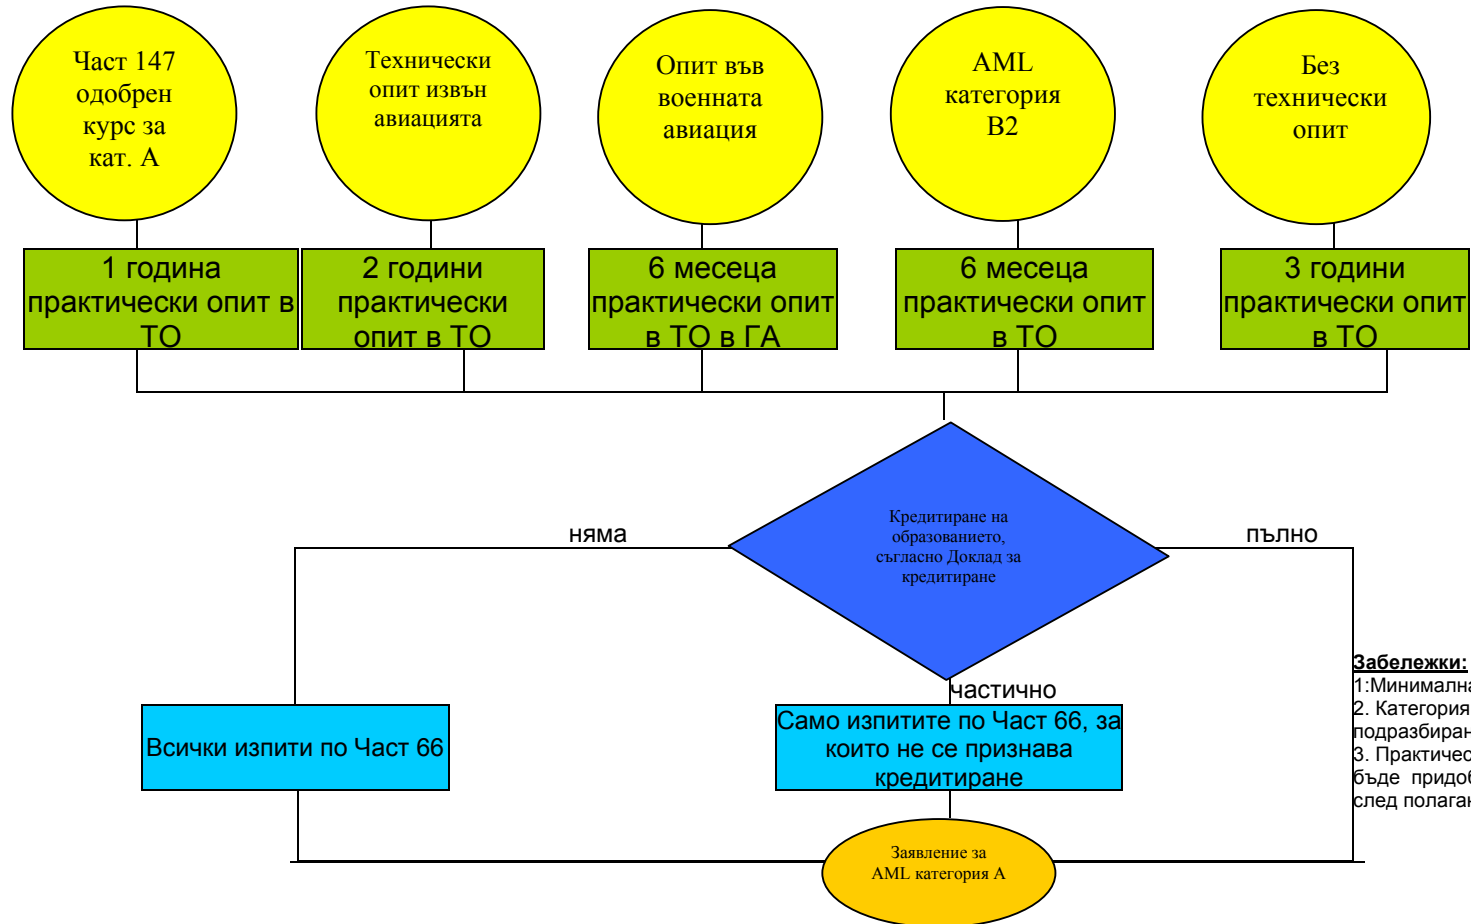 Част 147
одобрен
курс за
кат. А
Технически
опит извън
авиацията
Опит във
военната
авиация
AML
категория
B2
Без
технически
опит
1 година
практически опит в
ТО
2 години
практически
опит в ТО
6 месеца
практически опит
в ТО в ГА
6 месеца
практически опит
в ТО
3 години
практически опит
в ТО
Кредитиране на
образованието,
съгласно Доклад за
кредитиране
няма
пълно
частично
Всички изпити по Част 66
Само изпитите по Част 66, за
които не се признава
кредитиране
Забележки:
1:Минимална
2. Категория
подразбиран
3. Практичес
бъде придоб
след полаган
Заявление за
AML категория А